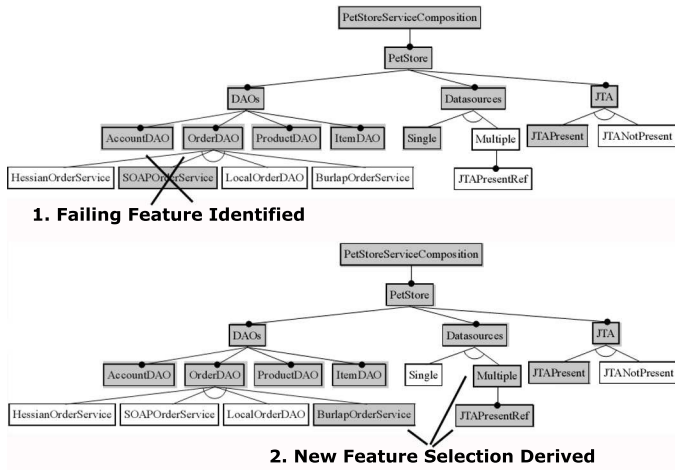 PetStoreServiceComposition
PetStore
DAOs Datasources JTA
AccountDAO OrderDAO ProductDAO ItemDAO Single Multiple JTAPresent JTANotPresent
HessianOrderService SOAPOrderService LocalOrderDAO BurlapOrderService JTAPresentRef
1. Failing Feature Identified
PetStoreServiceComposition
PetStore
DAOs Datasources JTA
AccountDAO OrderDAO ProductDAO ItemDAO Single Multiple JTAPresent JTANotPresent
HessianOrderService SOAPOrderService LocalOrderDAO BurlapOrderService JTAPresentRef
2. New Feature Selection Derived